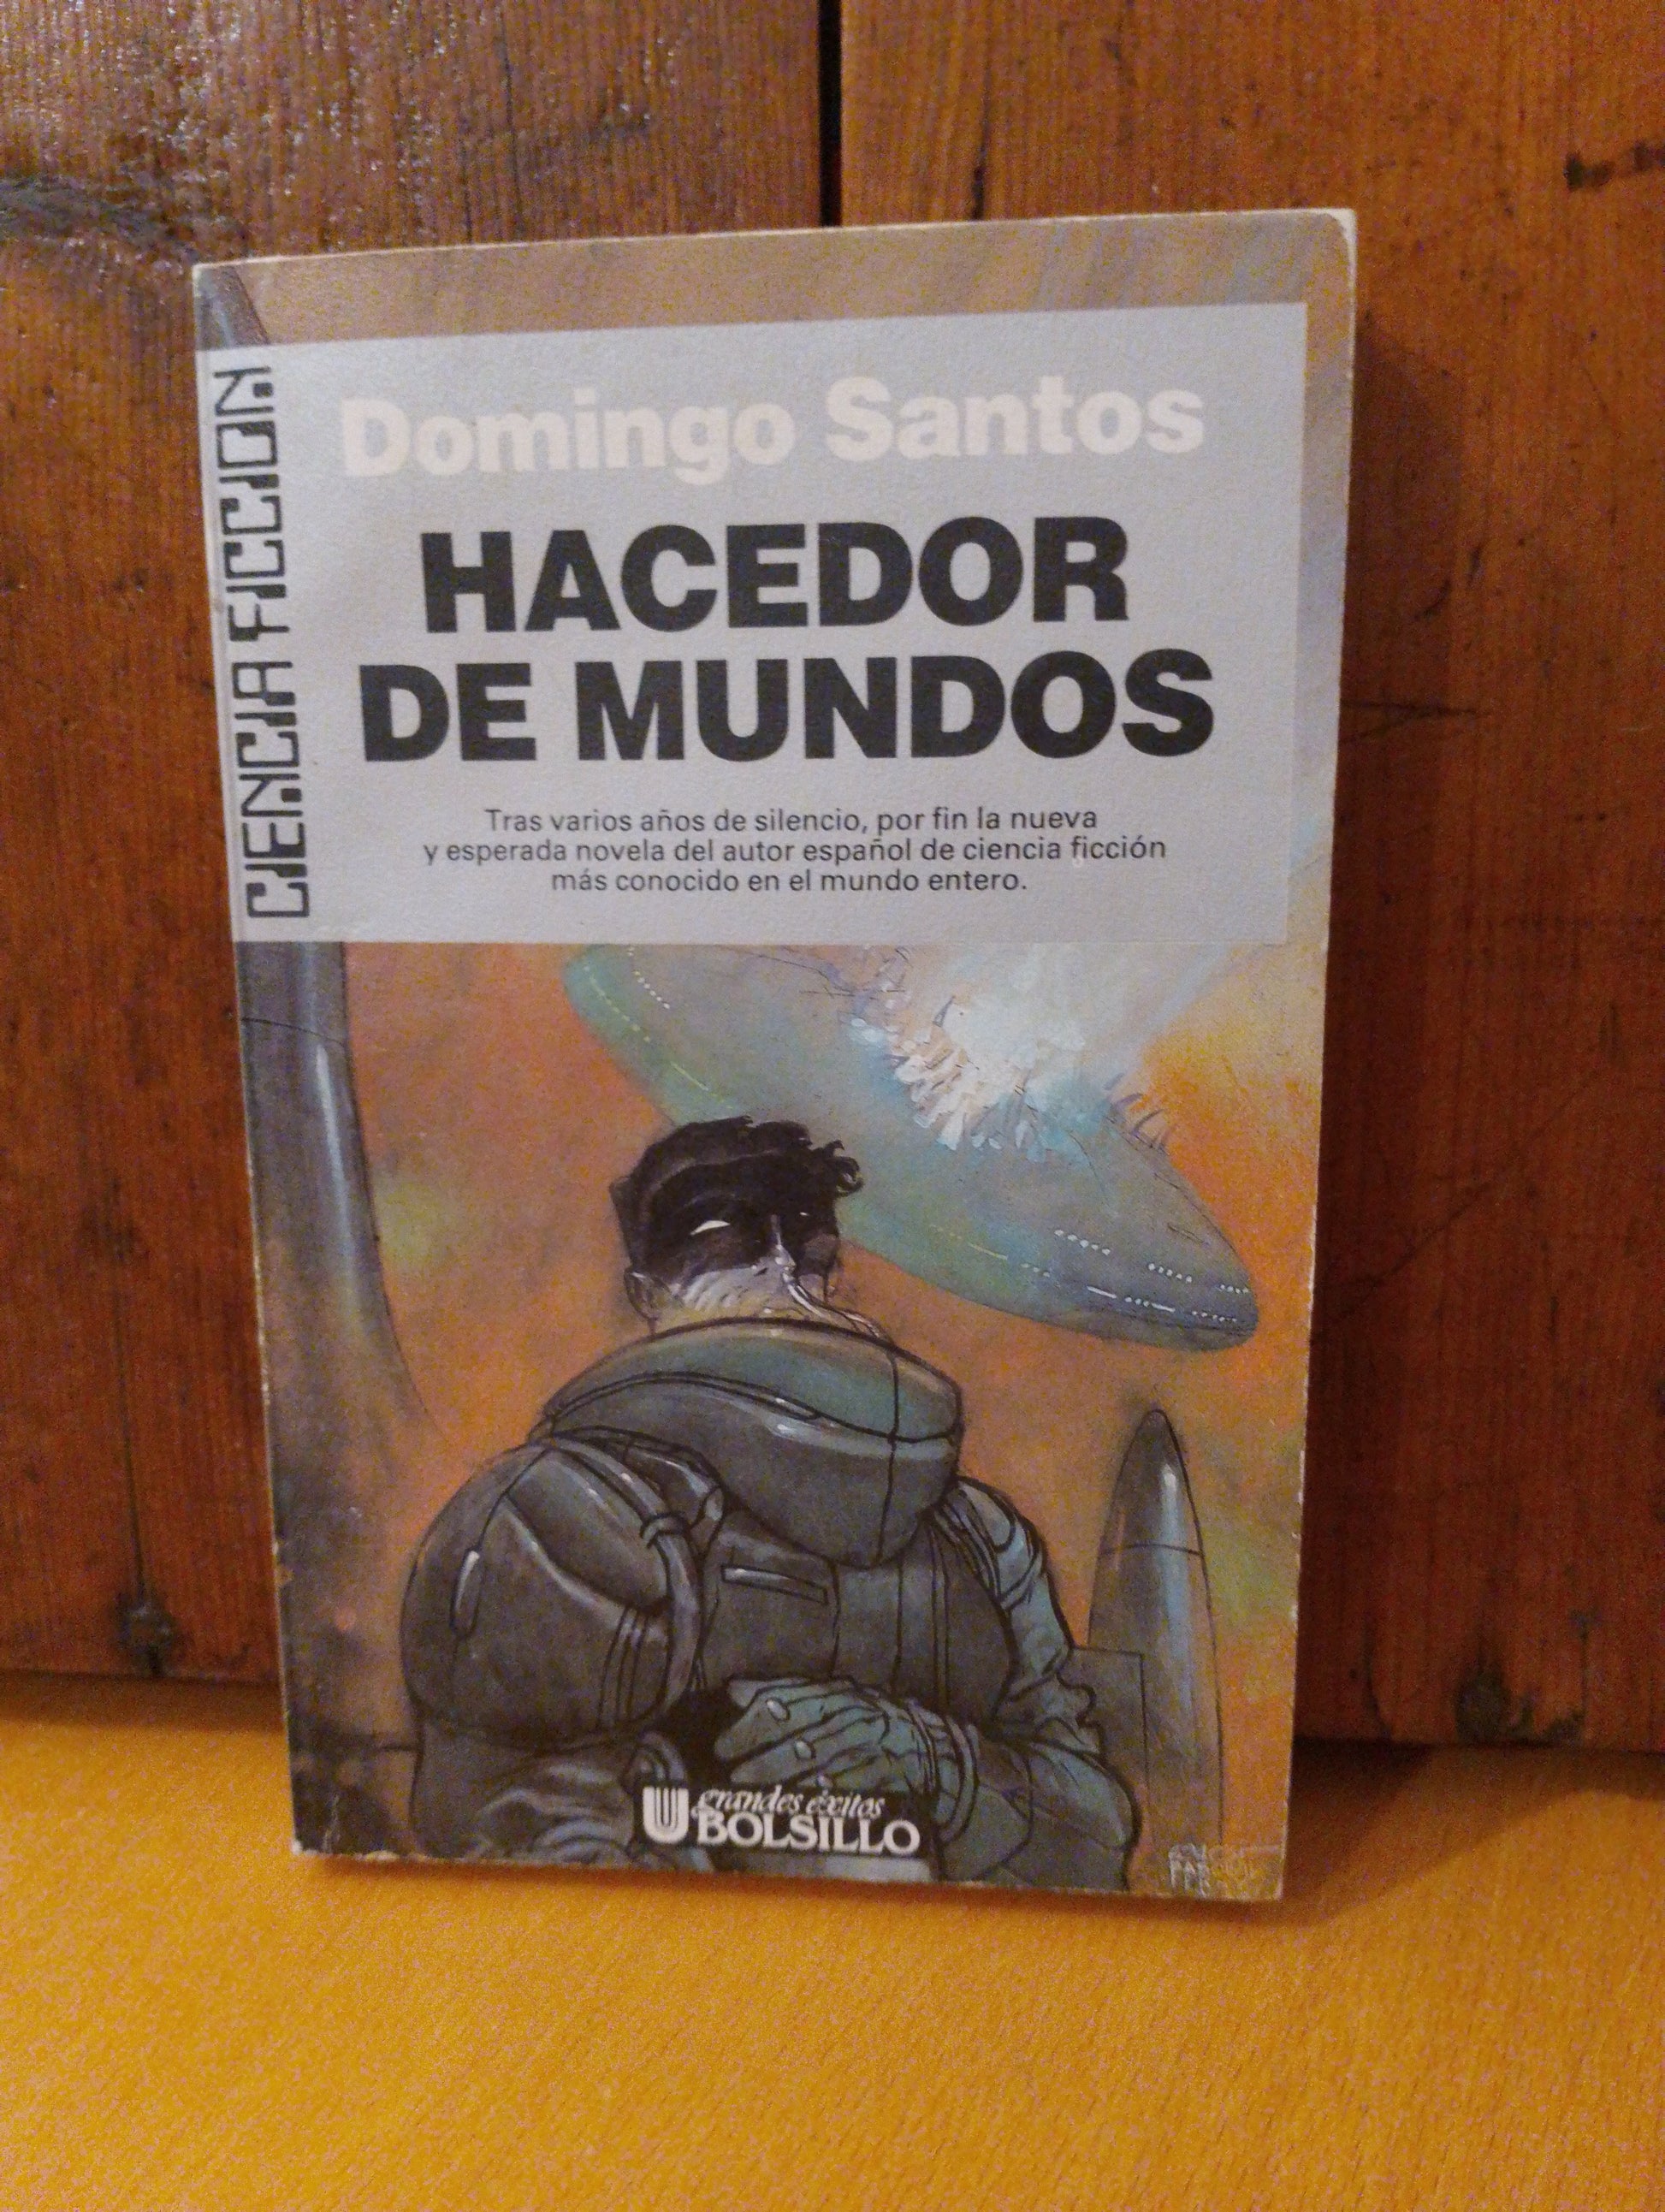 CIENCIA FICCION
Domingo Santos
HACEDOR
DE MUNDOS
Tras varios años de silencio, por fin la nueva
y esperada novela del autor español de ciencia ficción
más conocido en el mundo entero.
grandes éxitos
BOLSILLO